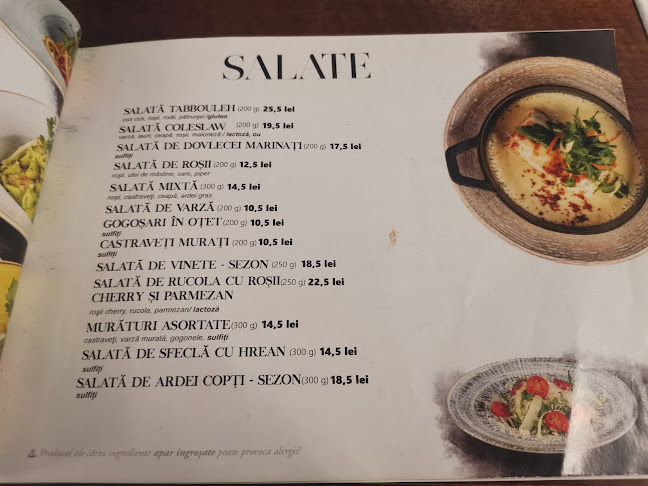 SALATE
SALATĂ TABBOULEH (200 g) 25,5 lei
cus cus, roșii, rodii, pătrunjel /gluten
SALATĂ COLESLAW (200 g) 19,5 lei
varză, iaurt, ceapă, roșii, maioneză / lactoză, ou
SALATĂ DE DOVLECEI MARINAȚI (200 g) 17,5 lei
sulfiți
SALATĂ DE ROȘII (200 g) 12,5 lei
roșii, ulei de măsline, sare, piper
SALATĂ MIXTĂ (300 g) 14,5 lei
roșii, castraveți, ceapă, ardei gras
SALATĂ DE VARZĂ (200 g) 10,5 lei
GOGOȘARI ÎN OȚET (200 g) 10,5 lei
sulfiți
CASTRAVEȚI MURAȚI (200 g) 10,5 lei
sulfiți
SALATĂ DE VINETE - SEZON (250 g) 18,5 lei
SALATĂ DE RUCOLA CU ROȘII (250 g) 22,5 lei
CHERRY ȘI PARMEZAN
roșii cherry, rucola, parmezan/ lactoză
MURĂTURI ASORTATE (300 g) 14,5 lei
castraveți, varză murată, gogonele, sulfiți
SALATĂ DE SFECLĂ CU HREAN (300 g) 14,5 lei
sulfiți
SALATĂ DE ARDEI COPȚI - SEZON (300 g) 18,5 lei
sulfiți
Produsul ale cărui ingrediente apar îngroșate poate provoca alergii!